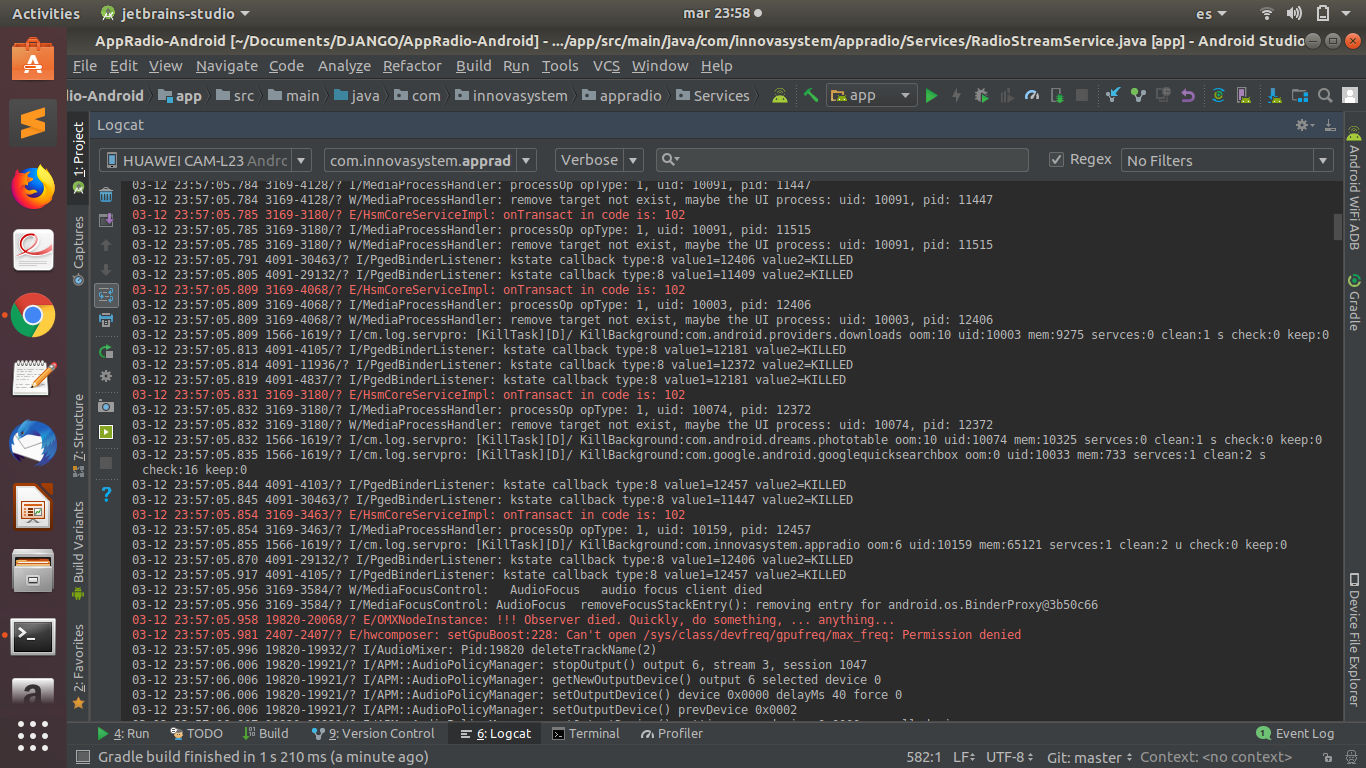 Activities jetbrains-studio mar 23:58 es
AppRadio-Android [~/Documents/DJANGO/AppRadio-Android] - .../app/src/main/java/com/innovasystem/appradio/Services/RadioStreamService.java [app] - Android Studio
File Edit View Navigate Code Analyze Refactor Build Run Tools VCS Window Help
dio-Android app src main java com innovasystem appradio Services app
Logcat
HUAWEI CAM-L23 Andro com.innovasystem.apprad Verbose Regex No Filters
03-12 23:57:05.784 3169-4128/? I/MediaProcessHandler: processOp opType: 1, uid: 10091, pid: 11447
03-12 23:57:05.784 3169-4128/? W/MediaProcessHandler: remove target not exist, maybe the UI process: uid: 10091, pid: 11447
03-12 23:57:05.785 3169-3180/? E/HsmCoreServiceImpl: onTransact in code is: 102
03-12 23:57:05.785 3169-3180/? I/MediaProcessHandler: processOp opType: 1, uid: 10091, pid: 11515
03-12 23:57:05.785 3169-3180/? W/MediaProcessHandler: remove target not exist, maybe the UI process: uid: 10091, pid: 11515
03-12 23:57:05.791 4091-30463/? I/PgedBinderListener: kstate callback type:8 value1=12406 value2=KILLED
03-12 23:57:05.805 4091-29132/? I/PgedBinderListener: kstate callback type:8 value1=11409 value2=KILLED
03-12 23:57:05.809 3169-4068/? E/HsmCoreServiceImpl: onTransact in code is: 102
03-12 23:57:05.809 3169-4068/? I/MediaProcessHandler: processOp opType: 1, uid: 10003, pid: 12406
03-12 23:57:05.809 3169-4068/? W/MediaProcessHandler: remove target not exist, maybe the UI process: uid: 10003, pid: 12406
03-12 23:57:05.809 1566-1619/? I/cm.log.servpro: [KillTask][D]/ KillBackground:com.android.providers.downloads oom:10 uid:10003 mem:9275 servces:0 clean:1 s check:0 keep:0
03-12 23:57:05.813 4091-4105/? I/PgedBinderListener: kstate callback type:8 value1=12181 value2=KILLED
03-12 23:57:05.814 4091-11936/? I/PgedBinderListener: kstate callback type:8 value1=12372 value2=KILLED
03-12 23:57:05.819 4091-4837/? I/PgedBinderListener: kstate callback type:8 value1=12181 value2=KILLED
03-12 23:57:05.831 3169-3180/? E/HsmCoreServiceImpl: onTransact in code is: 102
03-12 23:57:05.832 3169-3180/? I/MediaProcessHandler: processOp opType: 1, uid: 10074, pid: 12372
03-12 23:57:05.832 3169-3180/? W/MediaProcessHandler: remove target not exist, maybe the UI process: uid: 10074, pid: 12372
03-12 23:57:05.832 1566-1619/? I/cm.log.servpro: [KillTask][D]/ KillBackground:com.android.dreams.phototable oom:10 uid:10074 mem:10325 servces:0 clean:1 s check:0 keep:0
03-12 23:57:05.835 1566-1619/? I/cm.log.servpro: [KillTask][D]/ KillBackground:com.google.android.googlequicksearchbox oom:0 uid:10033 mem:733 servces:1 clean:2 s
check:16 keep:0
03-12 23:57:05.844 4091-4103/? I/PgedBinderListener: kstate callback type:8 value1=12457 value2=KILLED
03-12 23:57:05.845 4091-30463/? I/PgedBinderListener: kstate callback type:8 value1=11447 value2=KILLED
03-12 23:57:05.854 3169-3463/? E/HsmCoreServiceImpl: onTransact in code is: 102
03-12 23:57:05.854 3169-3463/? I/MediaProcessHandler: processOp opType: 1, uid: 10159, pid: 12457
03-12 23:57:05.855 1566-1619/? I/cm.log.servpro: [KillTask][D]/ KillBackground:com.innovasystem.appradio oom:6 uid:10159 mem:65121 servces:1 clean:2 u check:0 keep:0
03-12 23:57:05.870 4091-29132/? I/PgedBinderListener: kstate callback type:8 value1=12406 value2=KILLED
03-12 23:57:05.917 4091-4105/? I/PgedBinderListener: kstate callback type:8 value1=12457 value2=KILLED
03-12 23:57:05.956 3169-3584/? W/MediaFocusControl:   AudioFocus   audio focus client died
03-12 23:57:05.956 3169-3584/? I/MediaFocusControl: AudioFocus  removeFocusStackEntry(): removing entry for android.os.BinderProxy@3b50c66
03-12 23:57:05.958 19820-20068/? E/OMXNodeInstance: !!! Observer died. Quickly, do something, ... anything...
03-12 23:57:05.981 2407-2407/? E/hwcomposer: setGpuBoost:228: Can't open /sys/class/devfreq/gpufreq/max_freq: Permission denied
03-12 23:57:05.996 19820-19932/? I/AudioMixer: Pid:19820 deleteTrackName(2)
03-12 23:57:06.006 19820-19921/? I/APM::AudioPolicyManager: stopOutput() output 6, stream 3, session 1047
03-12 23:57:06.006 19820-19921/? I/APM::AudioPolicyManager: getNewOutputDevice() output 6 selected device 0
03-12 23:57:06.006 19820-19921/? I/APM::AudioPolicyManager: setOutputDevice() device 0x0000 delayMs 40 force 0
03-12 23:57:06.006 19820-19921/? I/APM::AudioPolicyManager: setOutputDevice() prevDevice 0x0002
1: Project
Captures
7: Structure
Build Variants
2: Favorites
Android WiFi ADB
Gradle
Device File Explorer
4: Run TODO Build 9: Version Control 6: Logcat Terminal Profiler 1 Event Log
Gradle build finished in 1 s 210 ms (a minute ago) 582:1 LF UTF-8 Git: master Context: <no context>